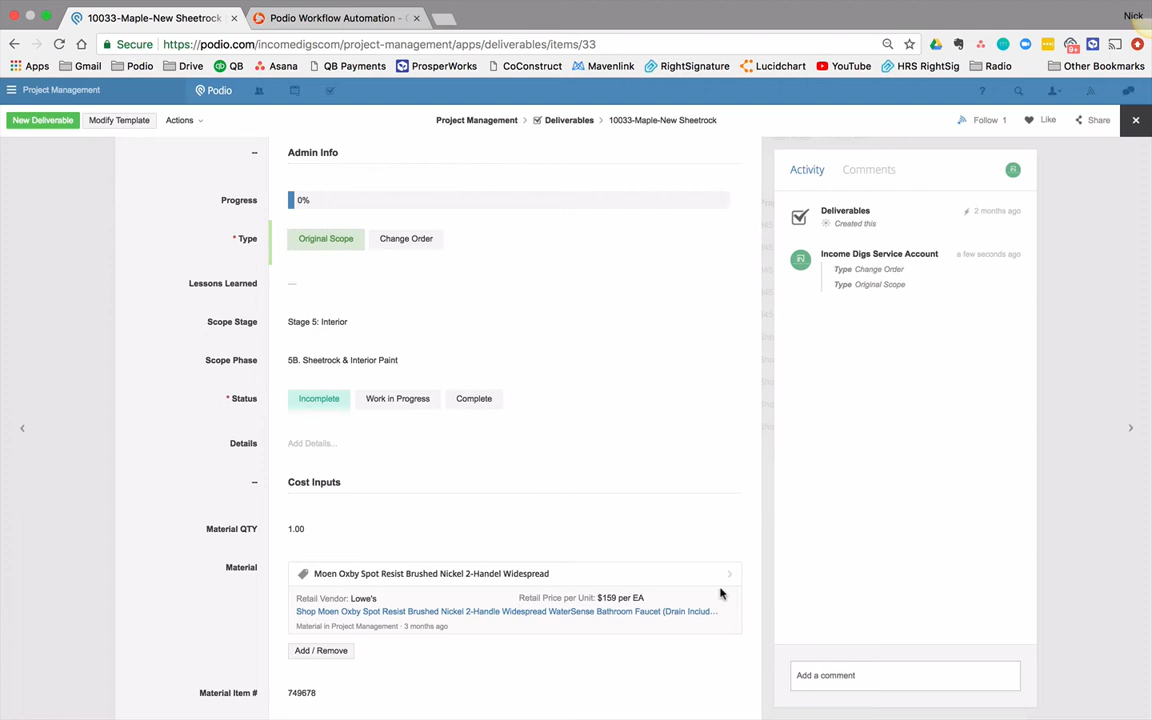 10033-Maple-New Sheetrock
Podio Workflow Automation -
Nick
Secure
https://podio.com/incomedigscom/project-management/apps/deliverables/items/33
Apps
Gmail
Podio
Drive
QB
Asana
QB Payments
ProsperWorks
CoConstruct
Mavenlink
RightSignature
Lucidchart
YouTube
HRS RightSig
Radio
Other Bookmarks
Project Management
Podio
New Deliverable
Modify Template
Actions
Project Management
Deliverables
10033-Maple-New Sheetrock
Follow 1
Like
Share
Admin Info
Progress
0%
* Type
Original Scope
Change Order
Lessons Learned
Scope Stage
Stage 5: Interior
Scope Phase
5B. Sheetrock & Interior Paint
* Status
Incomplete
Work in Progress
Complete
Details
Add Details...
Cost Inputs
Material QTY
1.00
Material
Moen Oxby Spot Resist Brushed Nickel 2-Handel Widespread
Retail Vendor: Lowe's
Retail Price per Unit: $159 per EA
Shop Moen Oxby Spot Resist Brushed Nickel 2-Handle Widespread WaterSense Bathroom Faucet (Drain Includ...
Material in Project Management · 3 months ago
Add / Remove
Material Item #
749678
Activity
Comments
Deliverables
2 months ago
Created this
Income Digs Service Account
a few seconds ago
Type Change Order
Type Original Scope
Add a comment